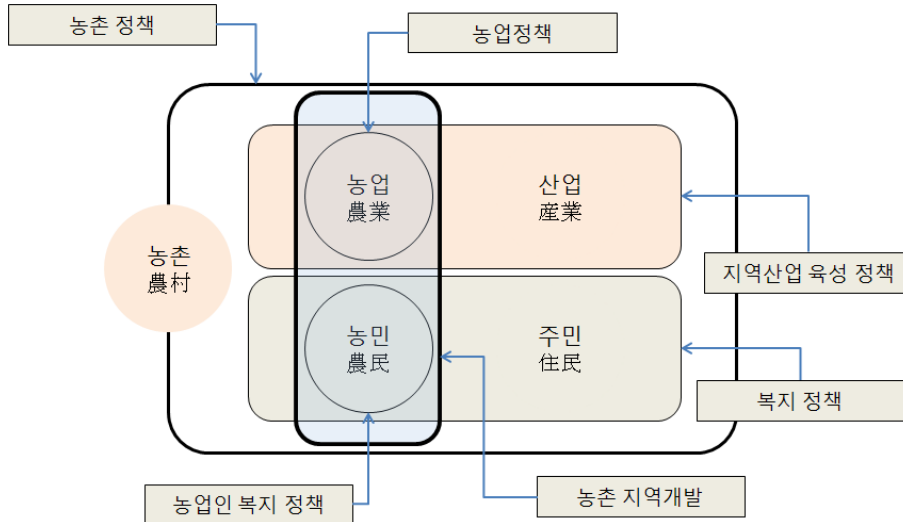 농촌 정책
농업정책
농업
農業
산업
産業
농촌
農村
지역산업 육성 정책
농민
農民
주민
住民
복지 정책
농업인 복지 정책
농촌 지역개발